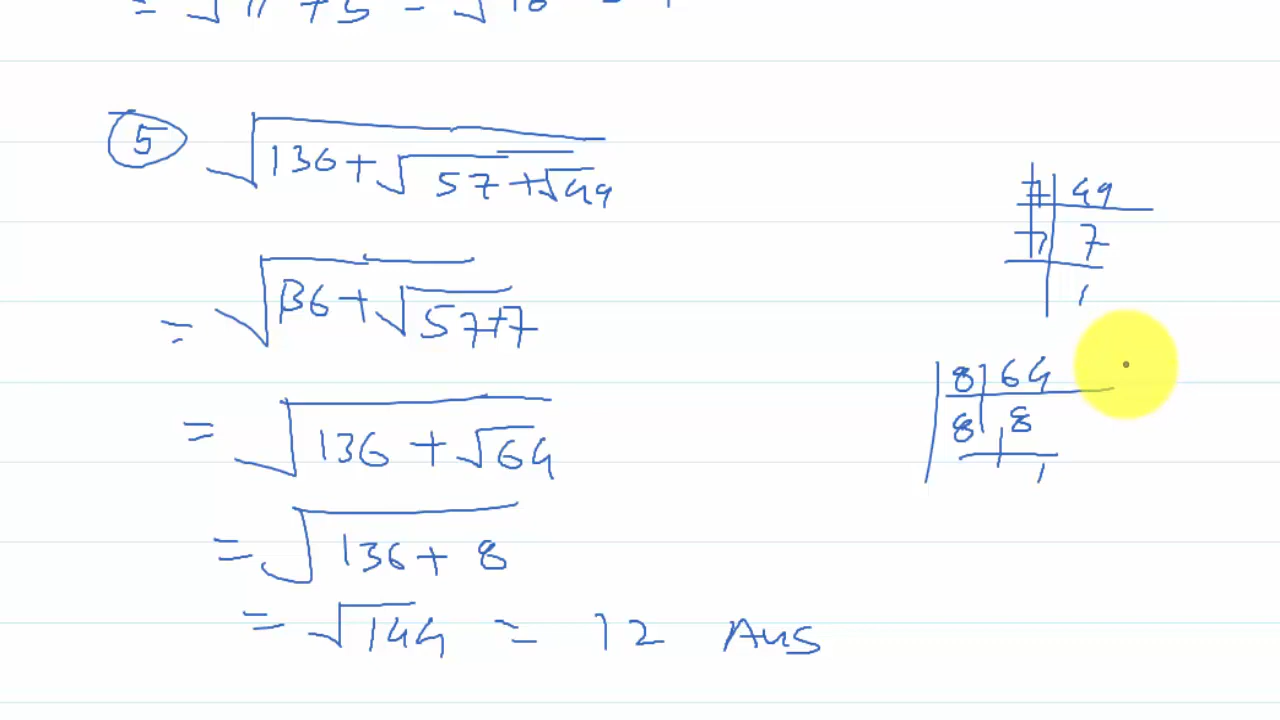 ⑤ √(136+√(57+√49))
= √(136+√(57+7))
= √(136+√64)
= √(136+8)
= √144 = 12 Ans
7 | 49
7 | 7
1
8 | 64
8 | 8
1